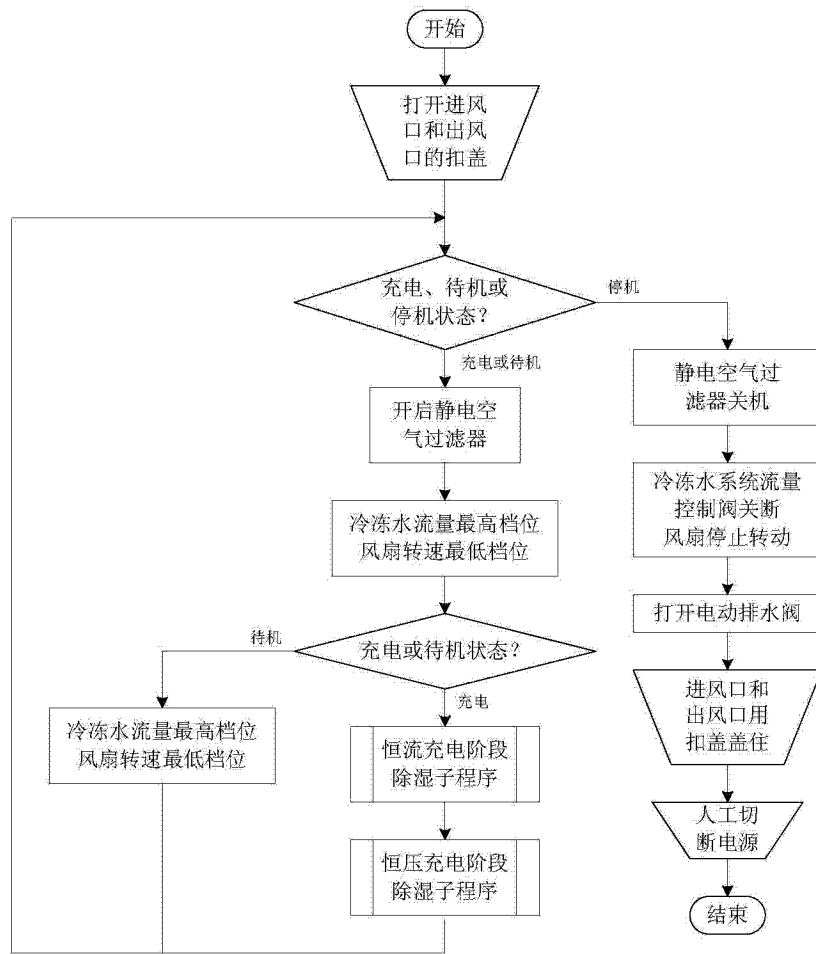 开始
打开进风
口和出风
口的扣盖
充电、待机或
停机状态？
停机
充电或待机
开启静电空
气过滤器
冷冻水流量最高档位
风扇转速最低档位
充电或待机状态？
待机
充电
冷冻水流量最高档位
风扇转速最低档位
恒流充电阶段
除湿子程序
恒压充电阶段
除湿子程序
静电空气过
滤器关机
冷冻水系统流量
控制阀关断
风扇停止转动
打开电动排水阀
进风口和
出风口用
扣盖盖住
人工切
断电源
结束